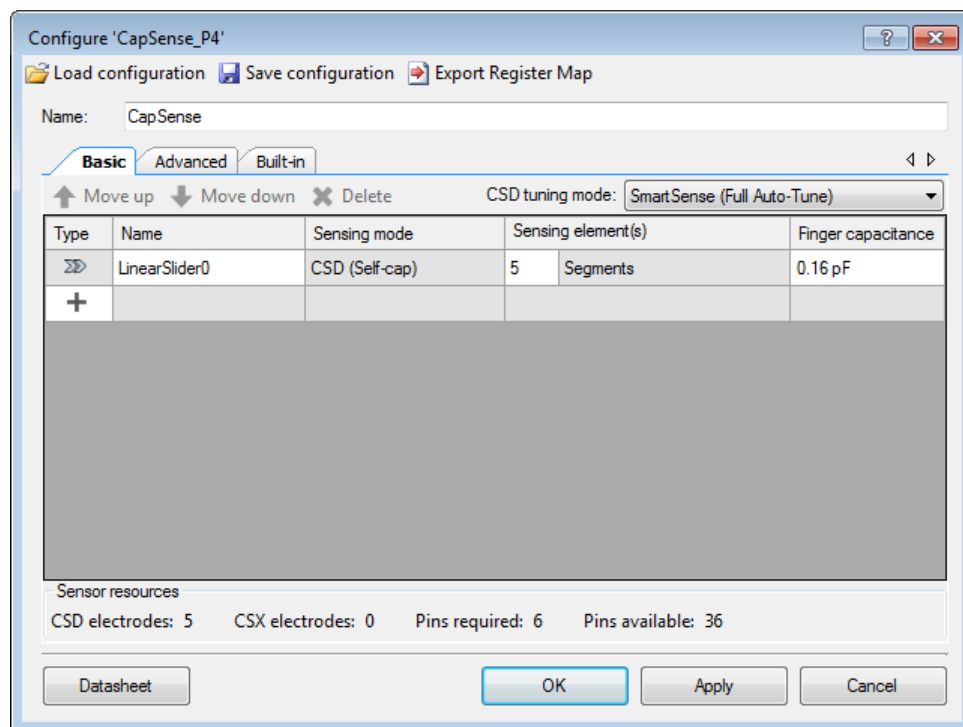 Configure 'CapSense_P4'
Load configuration Save configuration Export Register Map
Name: CapSense
Basic Advanced Built-in
Move up Move down Delete CSD tuning mode: SmartSense (Full Auto-Tune)
Type Name Sensing mode Sensing element(s) Finger capacitance
LinearSlider0 CSD (Self-cap) 5 Segments 0.16 pF
Sensor resources
CSD electrodes: 5 CSX electrodes: 0 Pins required: 6 Pins available: 36
Datasheet OK Apply Cancel